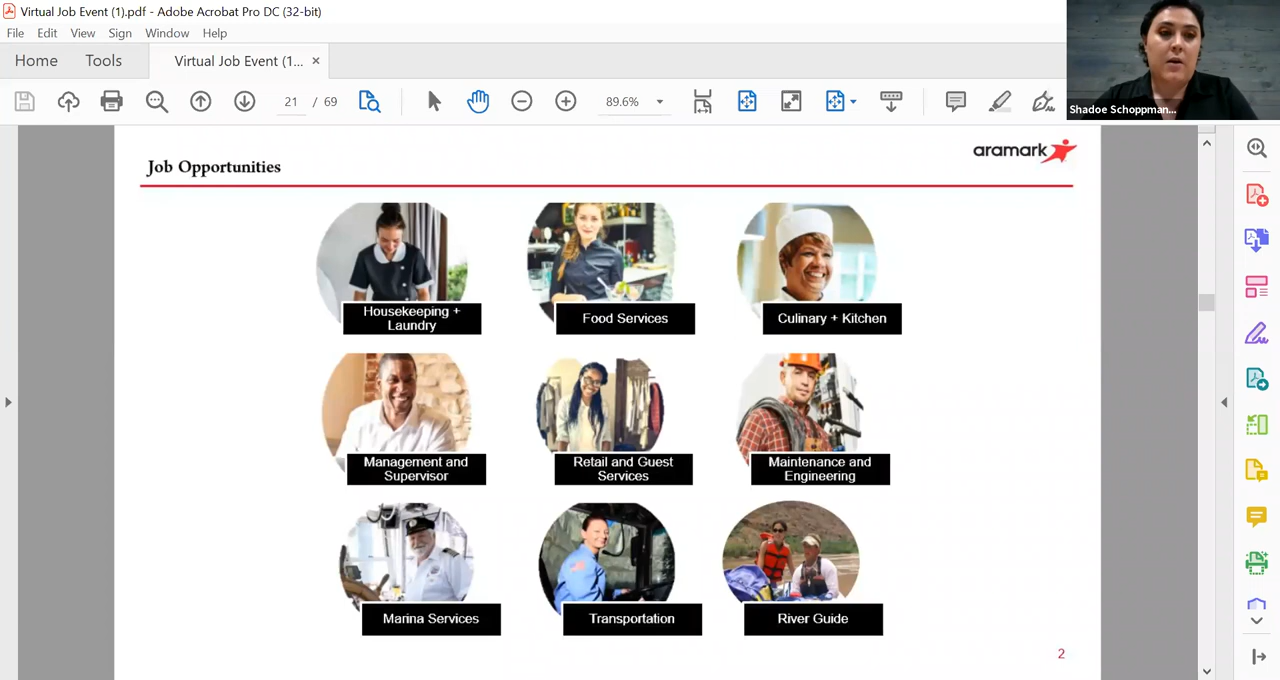 Virtual Job Event (1).pdf - Adobe Acrobat Pro DC (32-bit)
File Edit View Sign Window Help
Home Tools Virtual Job Event (1... ×
21 / 69 89.6%
Shadoe Schoppman...
aramark
Job Opportunities
Housekeeping +
Laundry
Food Services
Culinary + Kitchen
Management and
Supervisor
Retail and Guest
Services
Maintenance and
Engineering
Marina Services
Transportation
River Guide
2